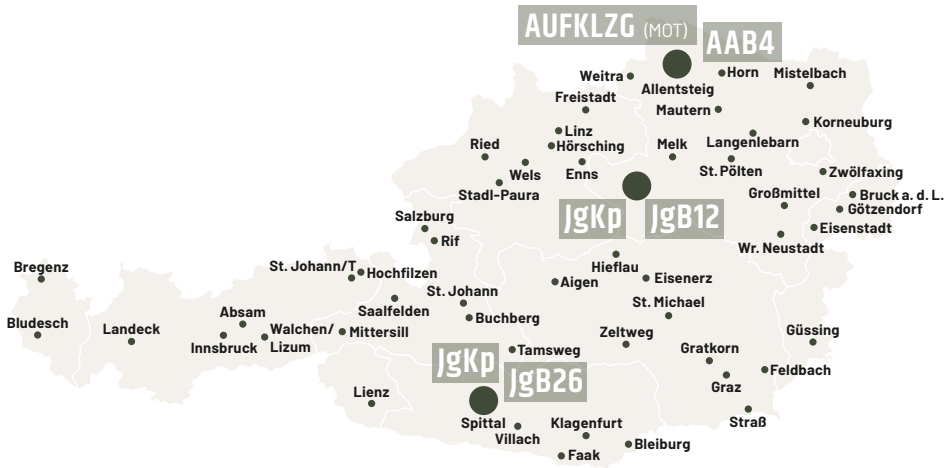 AUFKLZG (MOT)
AAB4
Weitra
Horn
Mistelbach
Allentsteig
Freistadt
Mautern
Korneuburg
Linz
Hörsching
Langenlebarn
Ried
Melk
Wels
Enns
St. Pölten
Zwölfaxing
Stadl-Paura
Großmittel
Bruck a. d. L.
Götzendorf
Salzburg
JgKp
JgB12
Eisenstadt
Rif
Wr. Neustadt
Bregenz
St. Johann/T
Hochfilzen
Hieflau
Aigen
Eisenerz
St. Johann
Saalfelden
St. Michael
Absam
Buchberg
Bludesch
Landeck
Walchen/
Lizum
Mittersill
Innsbruck
Zeltweg
Güssing
Tamsweg
Gratkorn
JgKp
JgB26
Feldbach
Graz
Lienz
Spittal
Villach
Klagenfurt
Straß
Bleiburg
Faak